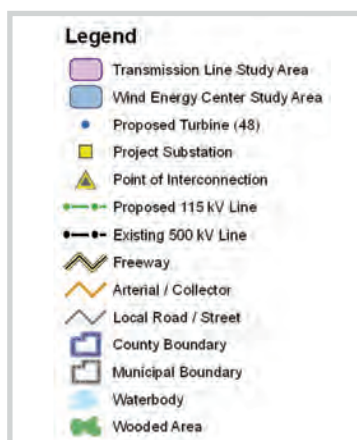 Legend
Transmission Line Study Area
Wind Energy Center Study Area
Proposed Turbine (48)
Project Substation
Point of Interconnection
Proposed 115 kV Line
Existing 500 kV Line
Freeway
Arterial / Collector
Local Road / Street
County Boundary
Municipal Boundary
Waterbody
Wooded Area